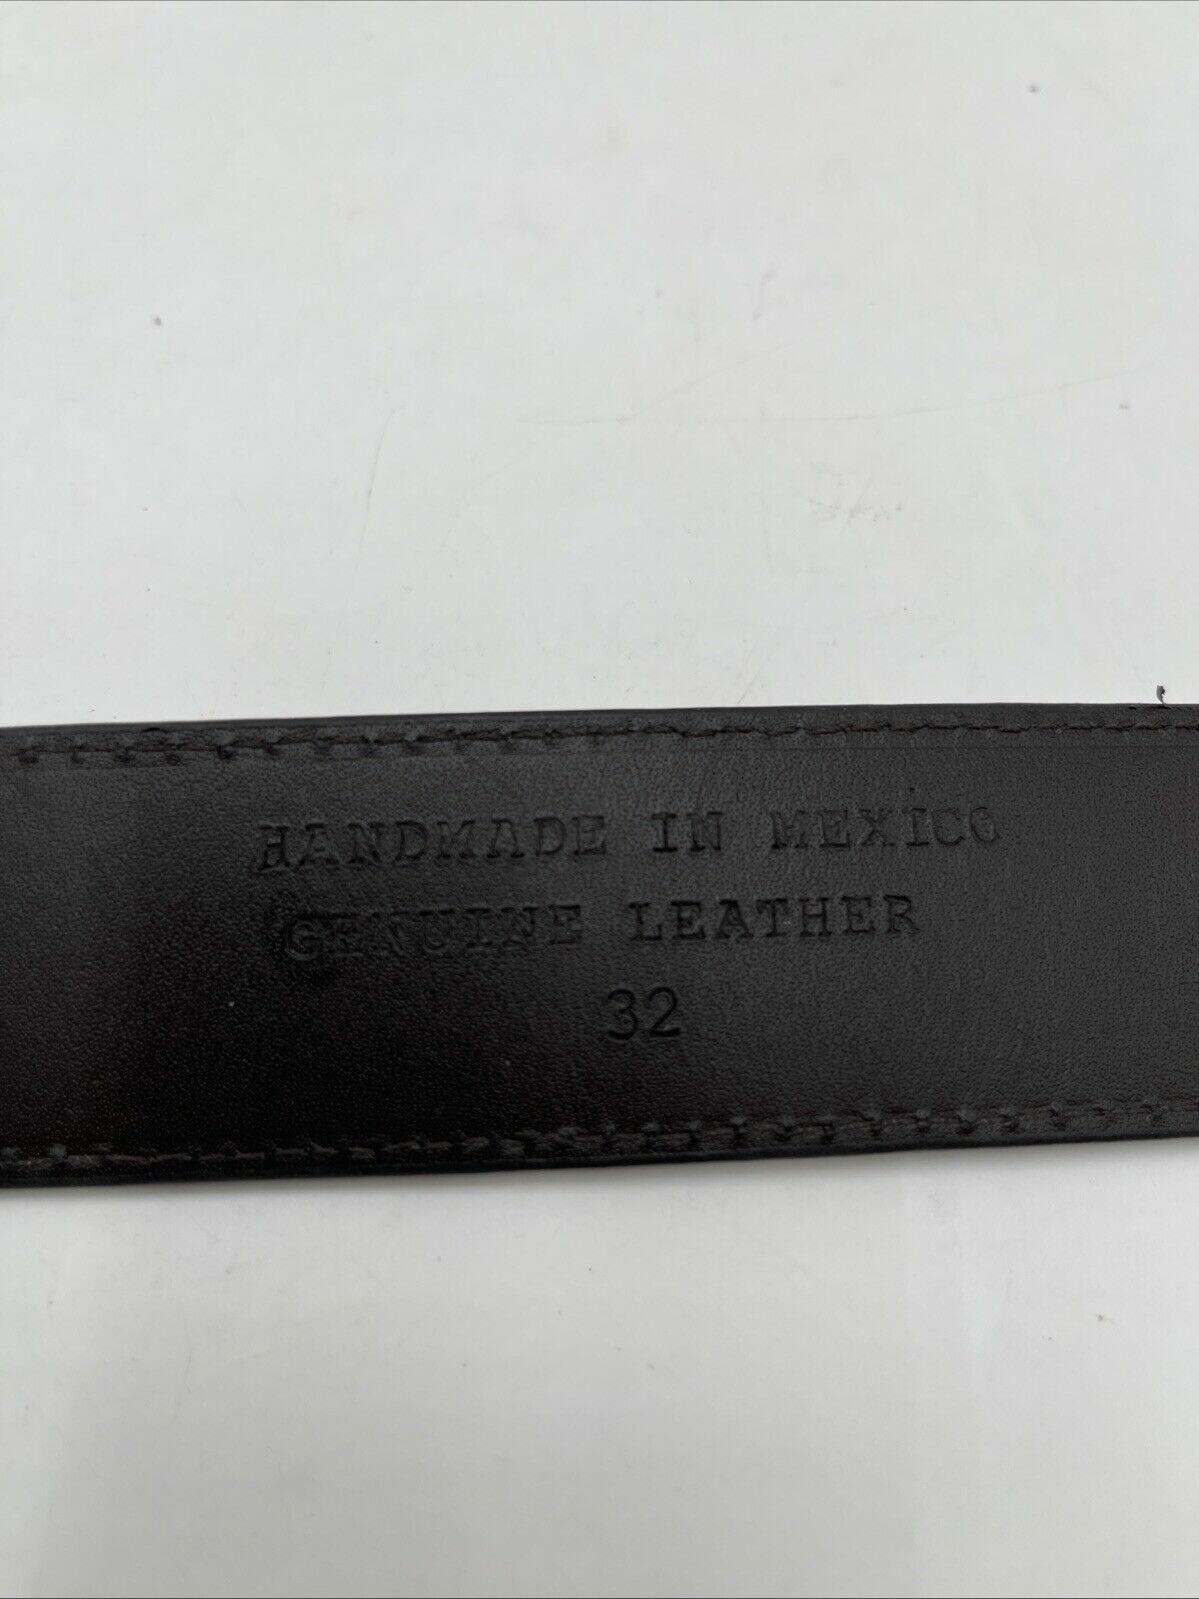 HANDMADE IN MEXICO
GENUINE LEATHER
32